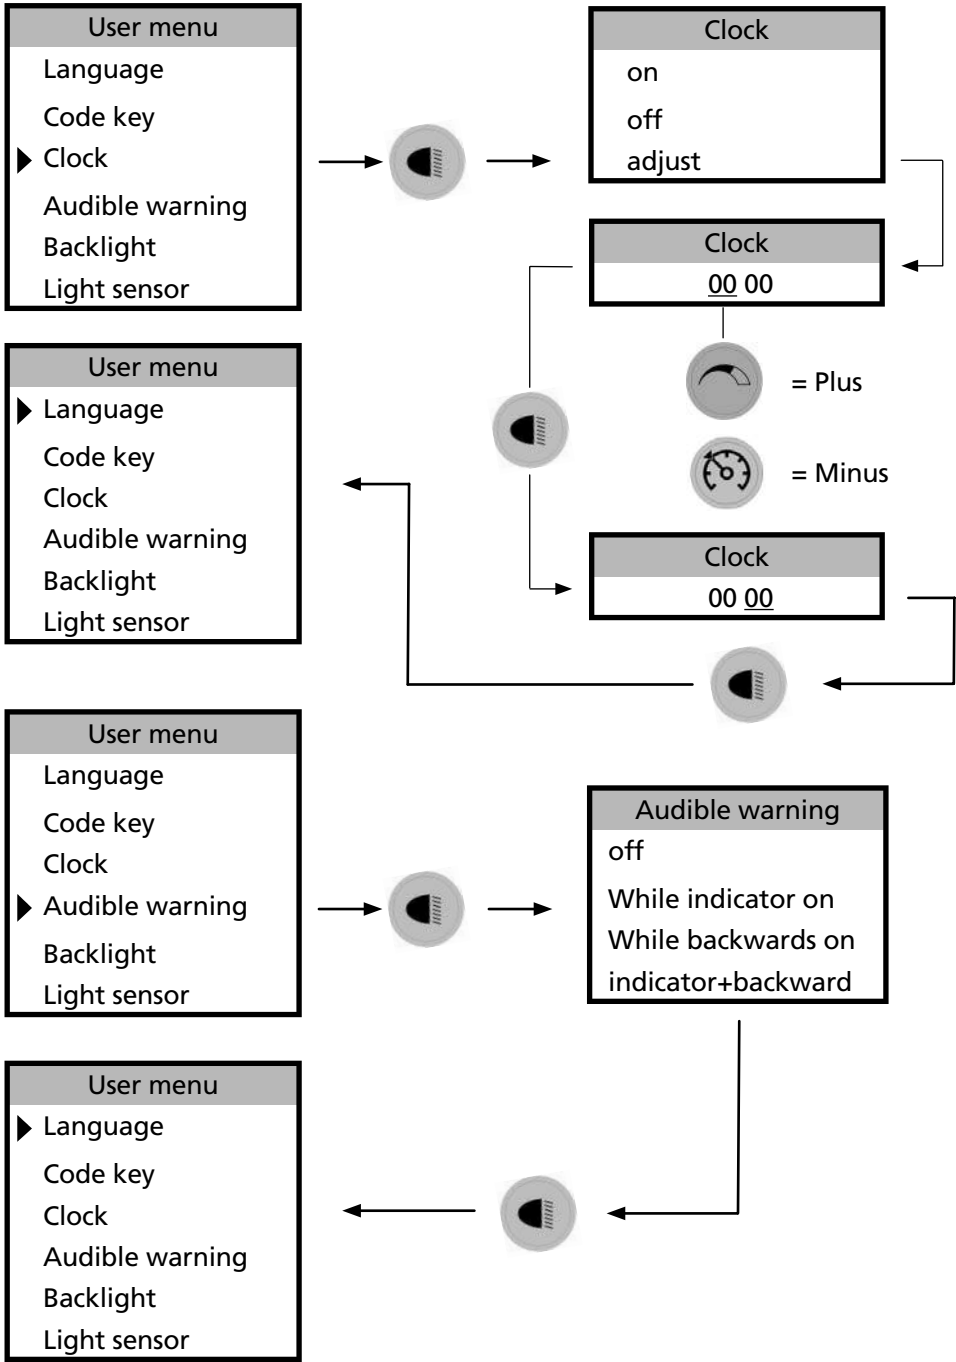 User menu
Language
Code key
Clock
Audible warning
Backlight
Light sensor
Clock
on
off
adjust
Clock
00 00
= Plus
= Minus
Clock
00 00
User menu
Language
Code key
Clock
Audible warning
Backlight
Light sensor
User menu
Language
Code key
Clock
Audible warning
Backlight
Light sensor
Audible warning
off
While indicator on
While backwards on
indicator+backward
User menu
Language
Code key
Clock
Audible warning
Backlight
Light sensor